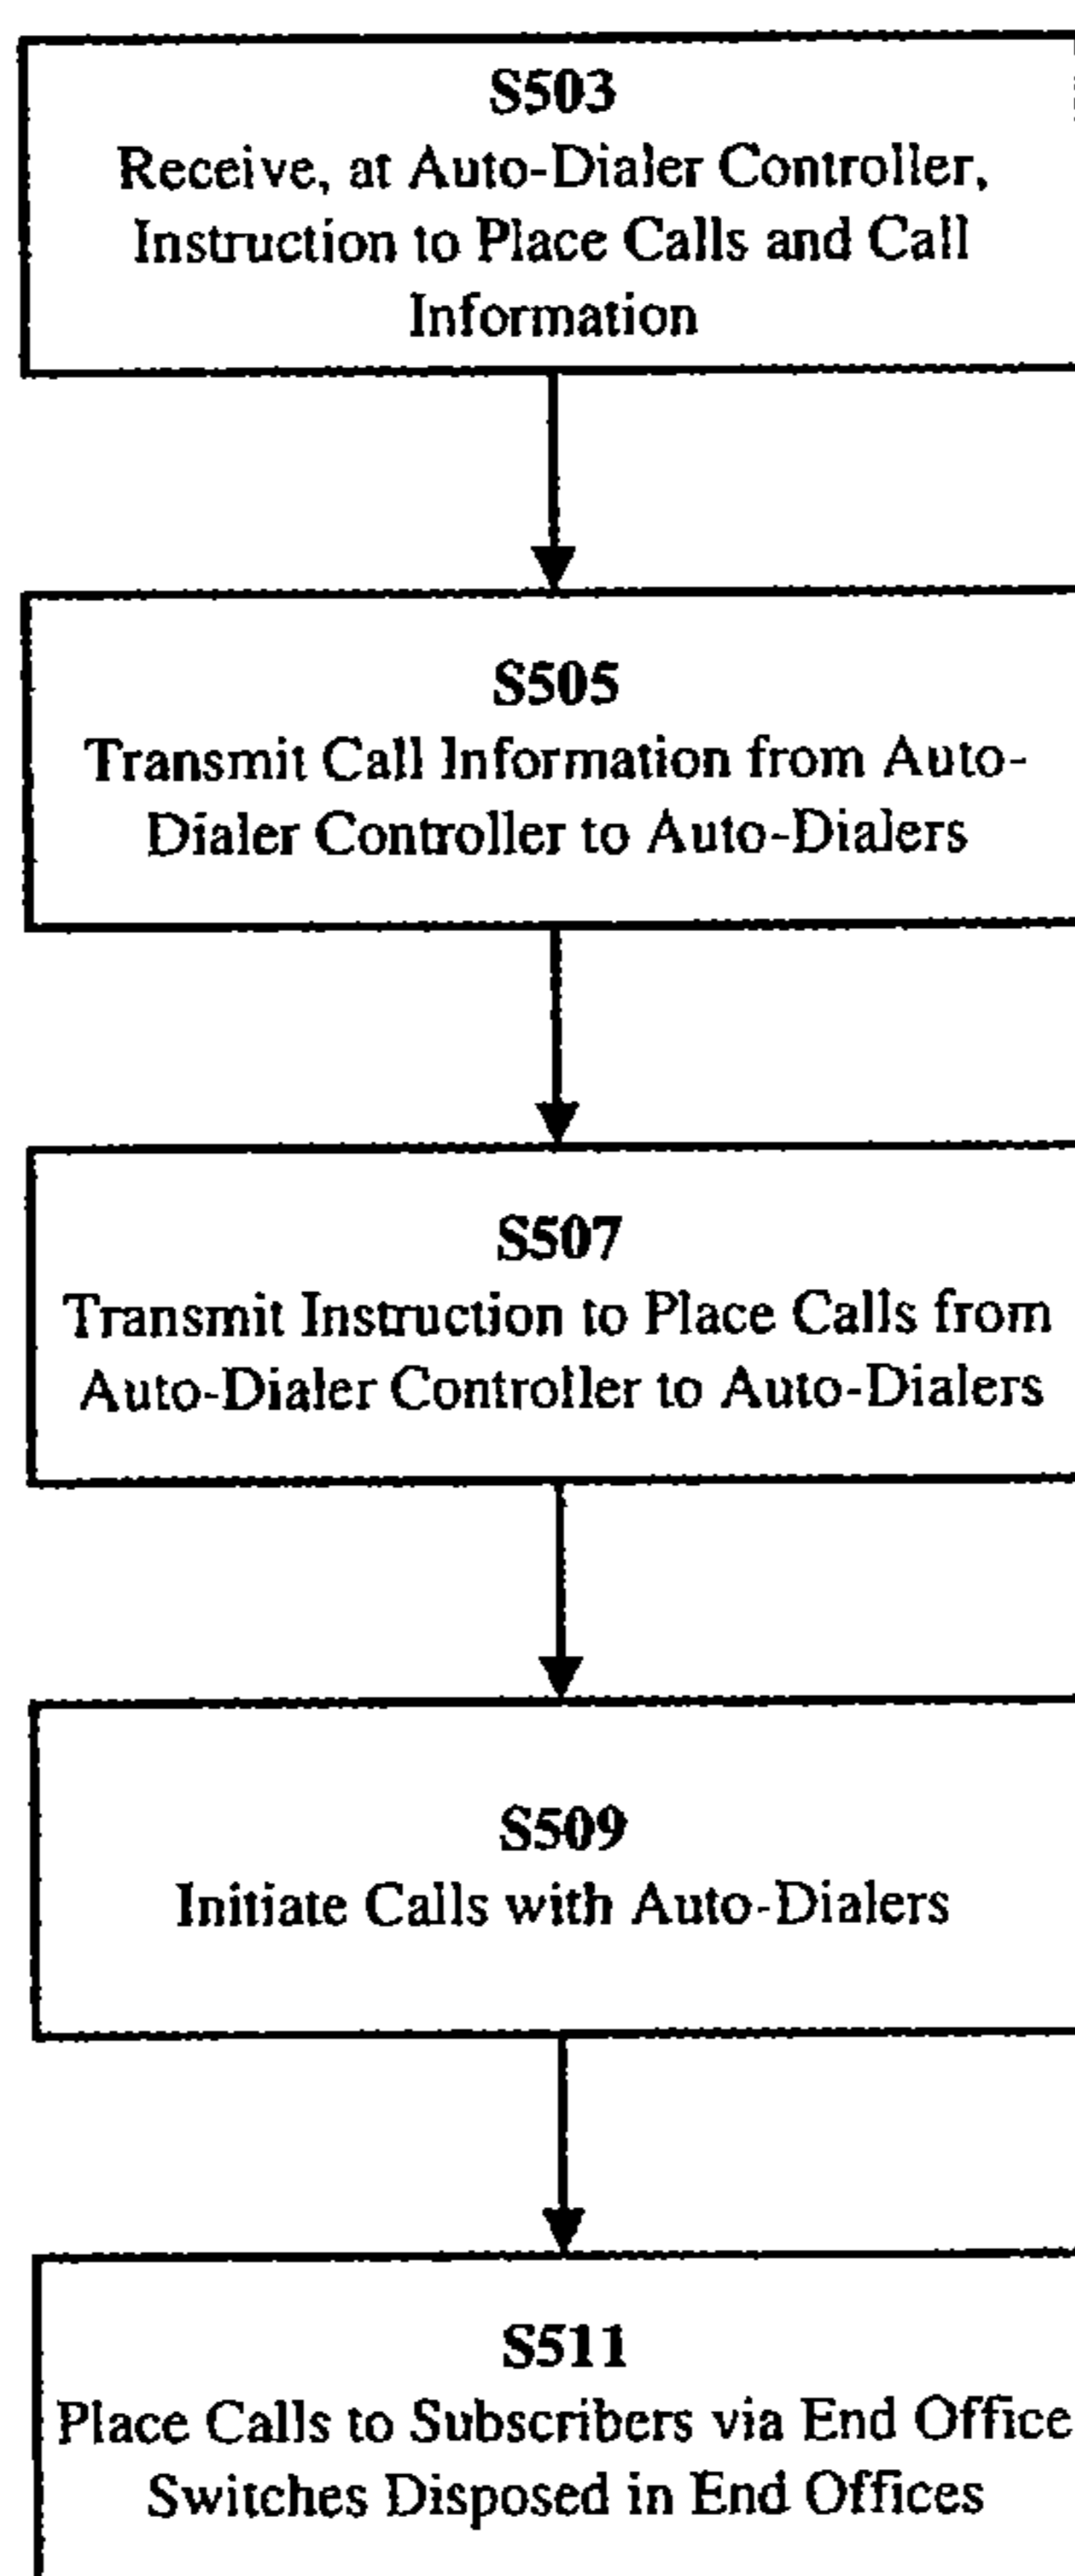 S503
Receive, at Auto-Dialer Controller,
Instruction to Place Calls and Call
Information
S505
Transmit Call Information from Auto-
Dialer Controller to Auto-Dialers
S507
Transmit Instruction to Place Calls from
Auto-Dialer Controller to Auto-Dialers
S509
Initiate Calls with Auto-Dialers
S511
Place Calls to Subscribers via End Office
Switches Disposed in End Offices